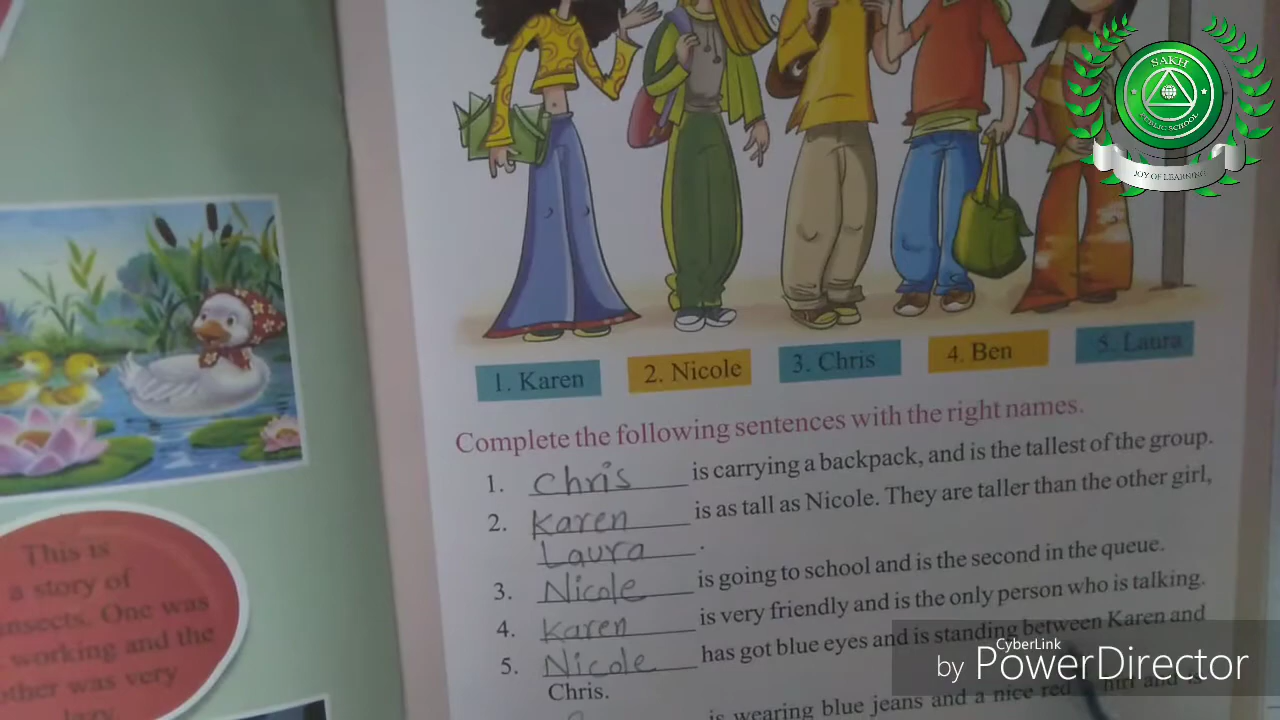 SAKH
PUBLIC SCHOOL
JOY OF LEARNING
1. Karen
2. Nicole
3. Chris
4. Ben
5. Laura
Complete the following sentences with the right names.
1. Chris is carrying a backpack, and is the tallest of the group.
2. Karen is as tall as Nicole. They are taller than the other girl,
Laura.
3. Nicole is going to school and is the second in the queue.
4. Karen is very friendly and is the only person who is talking.
5. Nicole has got blue eyes and is standing between Karen and
Chris.
is wearing blue jeans and a nice red
This is
a story of
insects. One was
working and the
other was very
lazy.
CyberLink
by PowerDirector